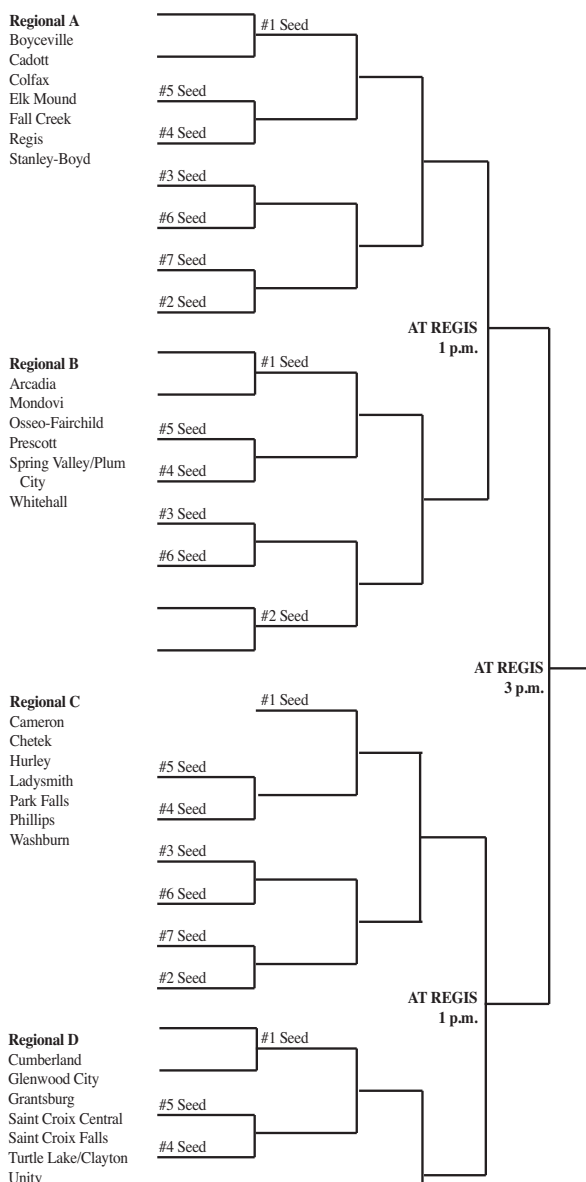 Regional A
Boyceville
Cadott
Colfax
Elk Mound
Fall Creek
Regis
Stanley-Boyd
#1 Seed
#5 Seed
#4 Seed
#3 Seed
#6 Seed
#7 Seed
#2 Seed
AT REGIS
1 p.m.
Regional B
Arcadia
Mondovi
Osseo-Fairchild
Prescott
Spring Valley/Plum
City
Whitehall
#1 Seed
#5 Seed
#4 Seed
#3 Seed
#6 Seed
#2 Seed
AT REGIS
3 p.m.
Regional C
Cameron
Chetek
Hurley
Ladysmith
Park Falls
Phillips
Washburn
#1 Seed
#5 Seed
#4 Seed
#3 Seed
#6 Seed
#7 Seed
#2 Seed
AT REGIS
1 p.m.
Regional D
Cumberland
Glenwood City
Grantsburg
Saint Croix Central
Saint Croix Falls
Turtle Lake/Clayton
Unity
#1 Seed
#5 Seed
#4 Seed